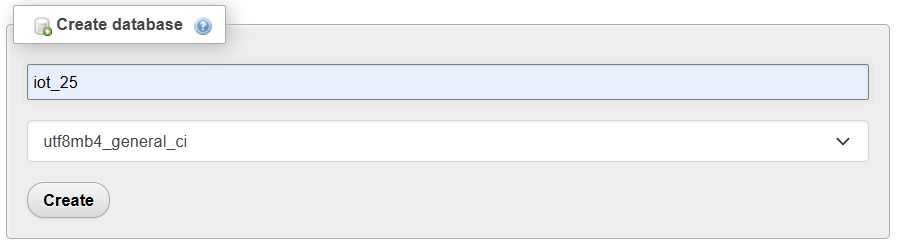 Create database
iot_25
utf8mb4_general_ci
Create